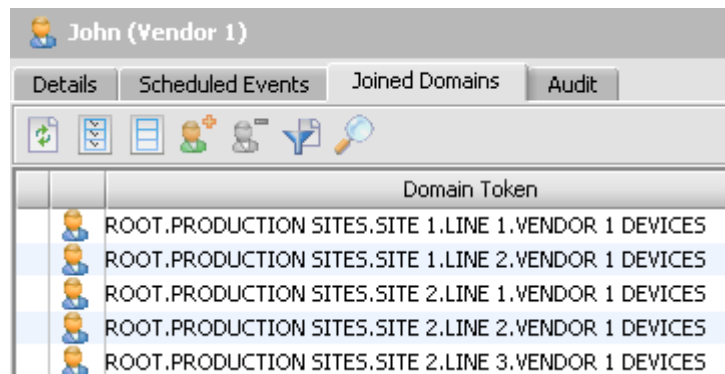 John (Vendor 1)
Details Scheduled Events Joined Domains Audit
Domain Token
ROOT.PRODUCTION SITES.SITE 1.LINE 1.VENDOR 1 DEVICES
ROOT.PRODUCTION SITES.SITE 1.LINE 2.VENDOR 1 DEVICES
ROOT.PRODUCTION SITES.SITE 2.LINE 1.VENDOR 1 DEVICES
ROOT.PRODUCTION SITES.SITE 2.LINE 2.VENDOR 1 DEVICES
ROOT.PRODUCTION SITES.SITE 2.LINE 3.VENDOR 1 DEVICES